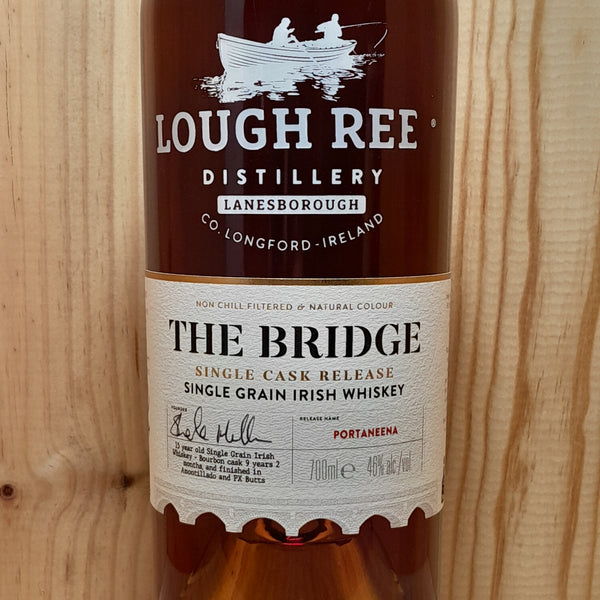 LOUGH REE ®
DISTILLERY
LANESBOROUGH
CO. LONGFORD - IRELAND
NON CHILL FILTERED & NATURAL COLOUR
THE BRIDGE
SINGLE CASK RELEASE
SINGLE GRAIN IRISH WHISKEY
FOUNDER
13 year old Single Grain Irish
Whiskey - Bourbon cask 9 years 2
months, and finished in
Amontillado and PX Butts
RELEASE NAME
PORTANEENA
700ml e 46% alc/vol